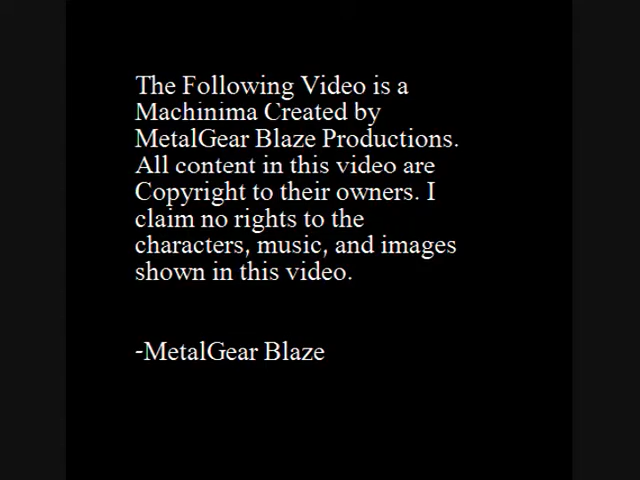 The Following Video is a
Machinima Created by
MetalGear Blaze Productions.
All content in this video are
Copyright to their owners. I
claim no rights to the
characters, music, and images
shown in this video.
-MetalGear Blaze